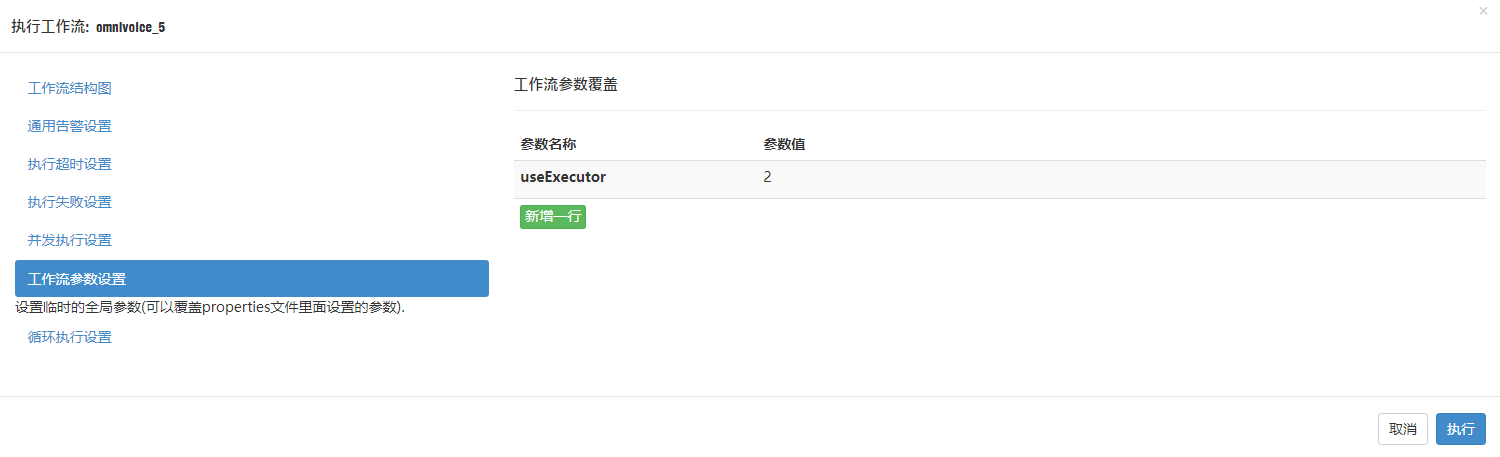 执行工作流: omnivoice_5
×
工作流结构图
通用告警设置
执行超时设置
执行失败设置
并发执行设置
工作流参数设置
设置临时的全局参数(可以覆盖properties文件里面设置的参数).
循环执行设置
工作流参数覆盖
参数名称 参数值
useExecutor 2
新增一行
取消 执行